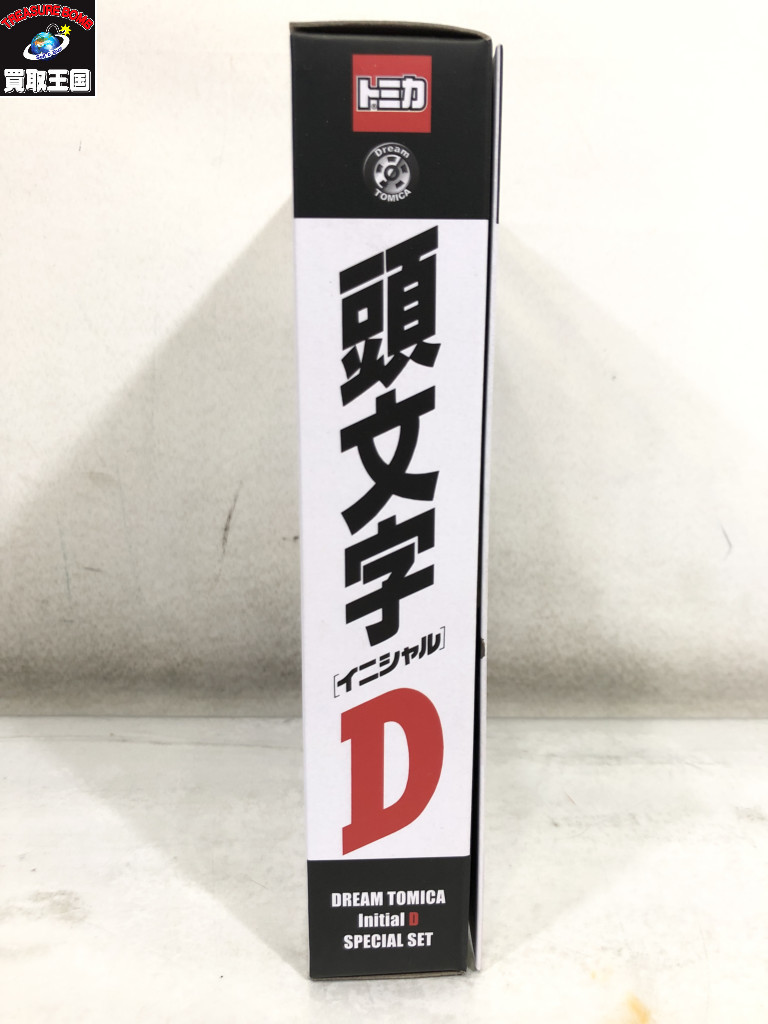 TREASURE BOMB
買取王国
トミカ
Dream
TOMICA
頭文字
[イニシャル]
D
DREAM TOMICA
Initial D
SPECIAL SET